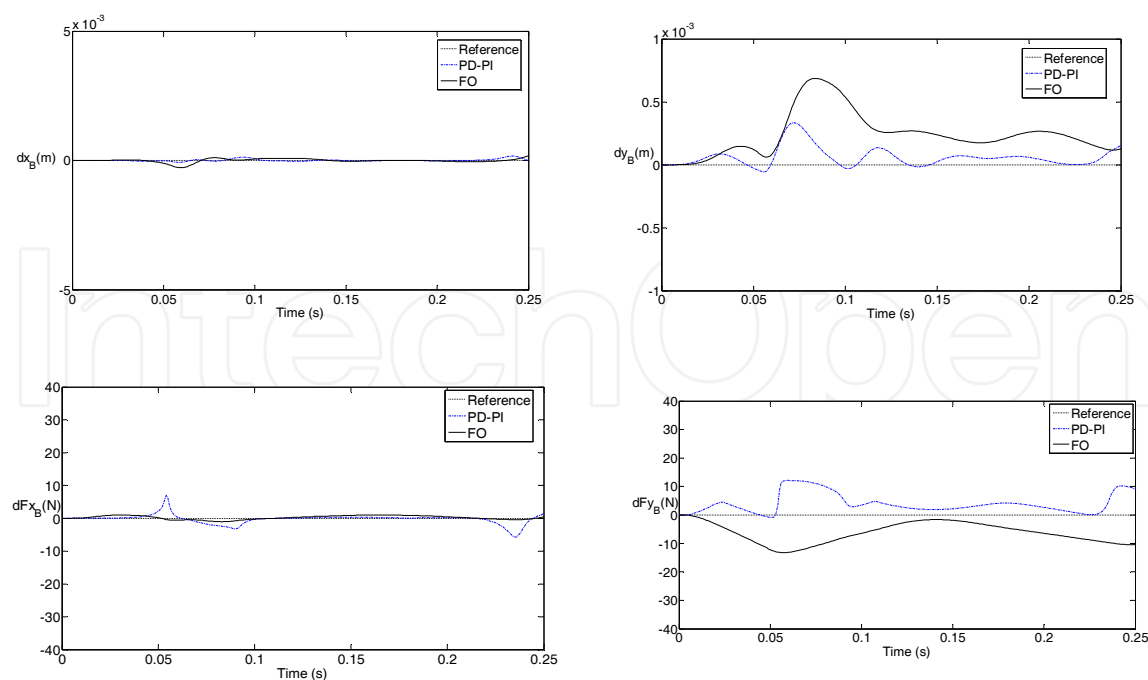 x 10^-3
5
0
-5
dx_B(m)
Reference
PD-PI
FO
0 0.05 0.1 0.15 0.2 0.25
Time (s)
x 10^-3
1
0.5
0
-0.5
-1
dy_B(m)
Reference
PD-PI
FO
0 0.05 0.1 0.15 0.2 0.25
Time (s)
40
30
20
10
0
-10
-20
-30
-40
dFx_B(N)
Reference
PD-PI
FO
0 0.05 0.1 0.15 0.2 0.25
Time (s)
40
30
20
10
0
-10
-20
-30
-40
dFy_B(N)
Reference
PD-PI
FO
0 0.05 0.1 0.15 0.2 0.25
Time (s)
IntechOpen